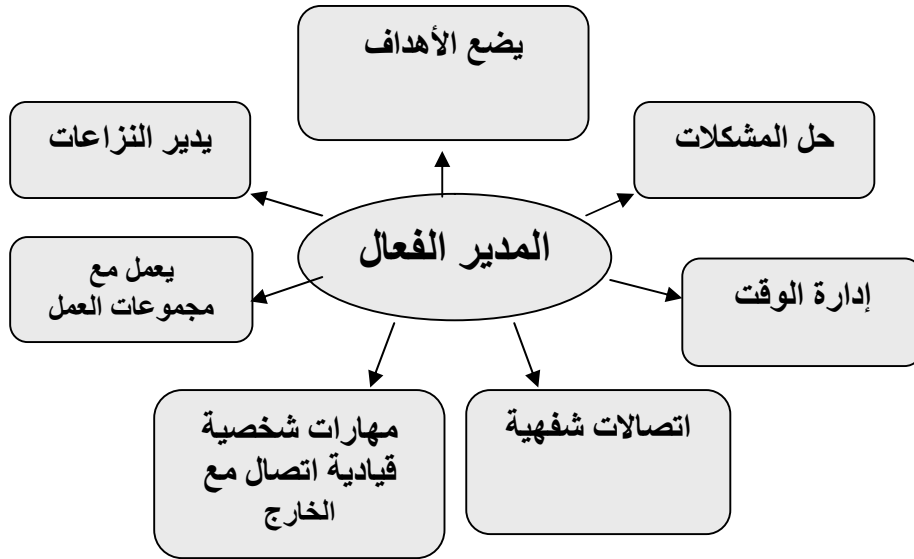 يضع الأهداف
حل المشكلات
يدير النزاعات
المدير الفعال
يعمل مع
مجموعات العمل
إدارة الوقت
اتصالات شفهية
مهارات شخصية
قيادية اتصال مع
الخارج